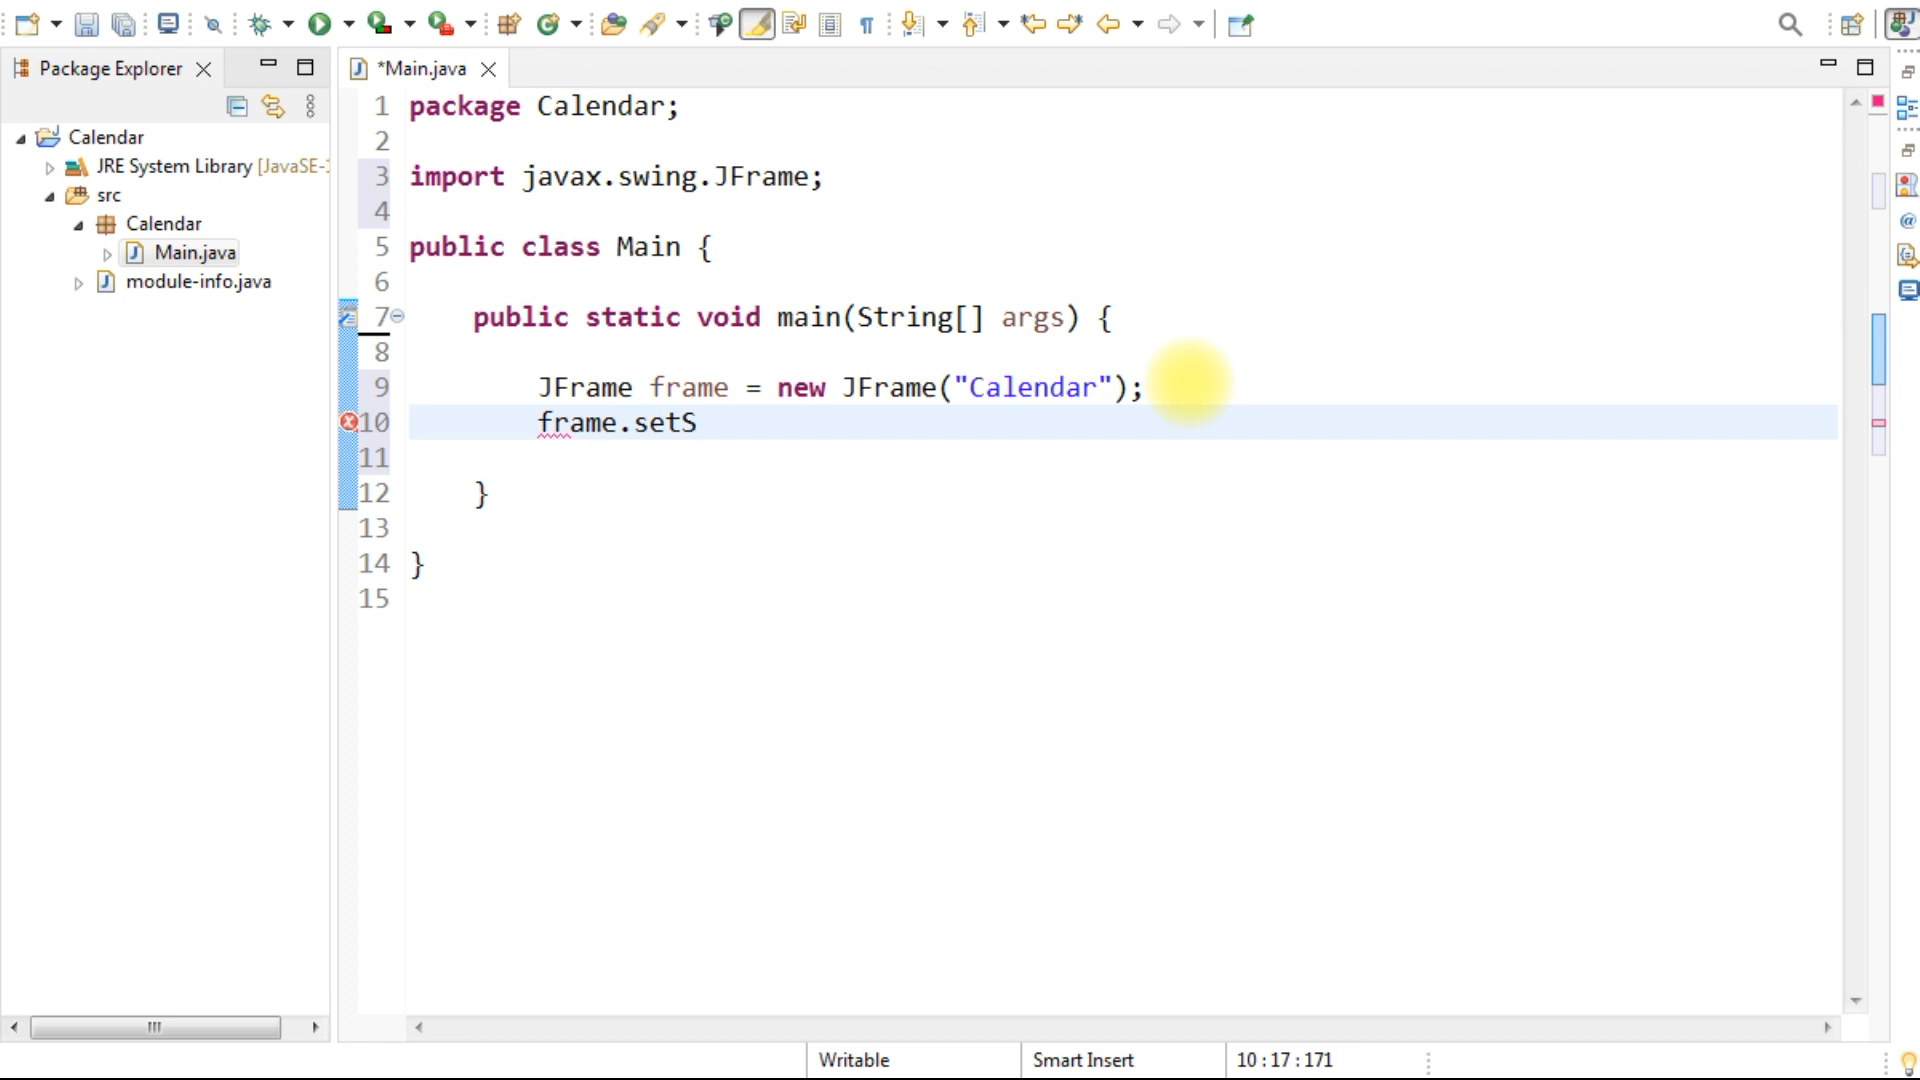 Package Explorer
*Main.java
Calendar
JRE System Library [JavaSE-1
src
Calendar
Main.java
module-info.java
1 package Calendar;
2
3 import javax.swing.JFrame;
4
5 public class Main {
6
7 public static void main(String[] args) {
8
9 JFrame frame = new JFrame("Calendar");
10 frame.setS
11
12 }
13
14 }
15
Writable
Smart Insert
10 : 17 : 171